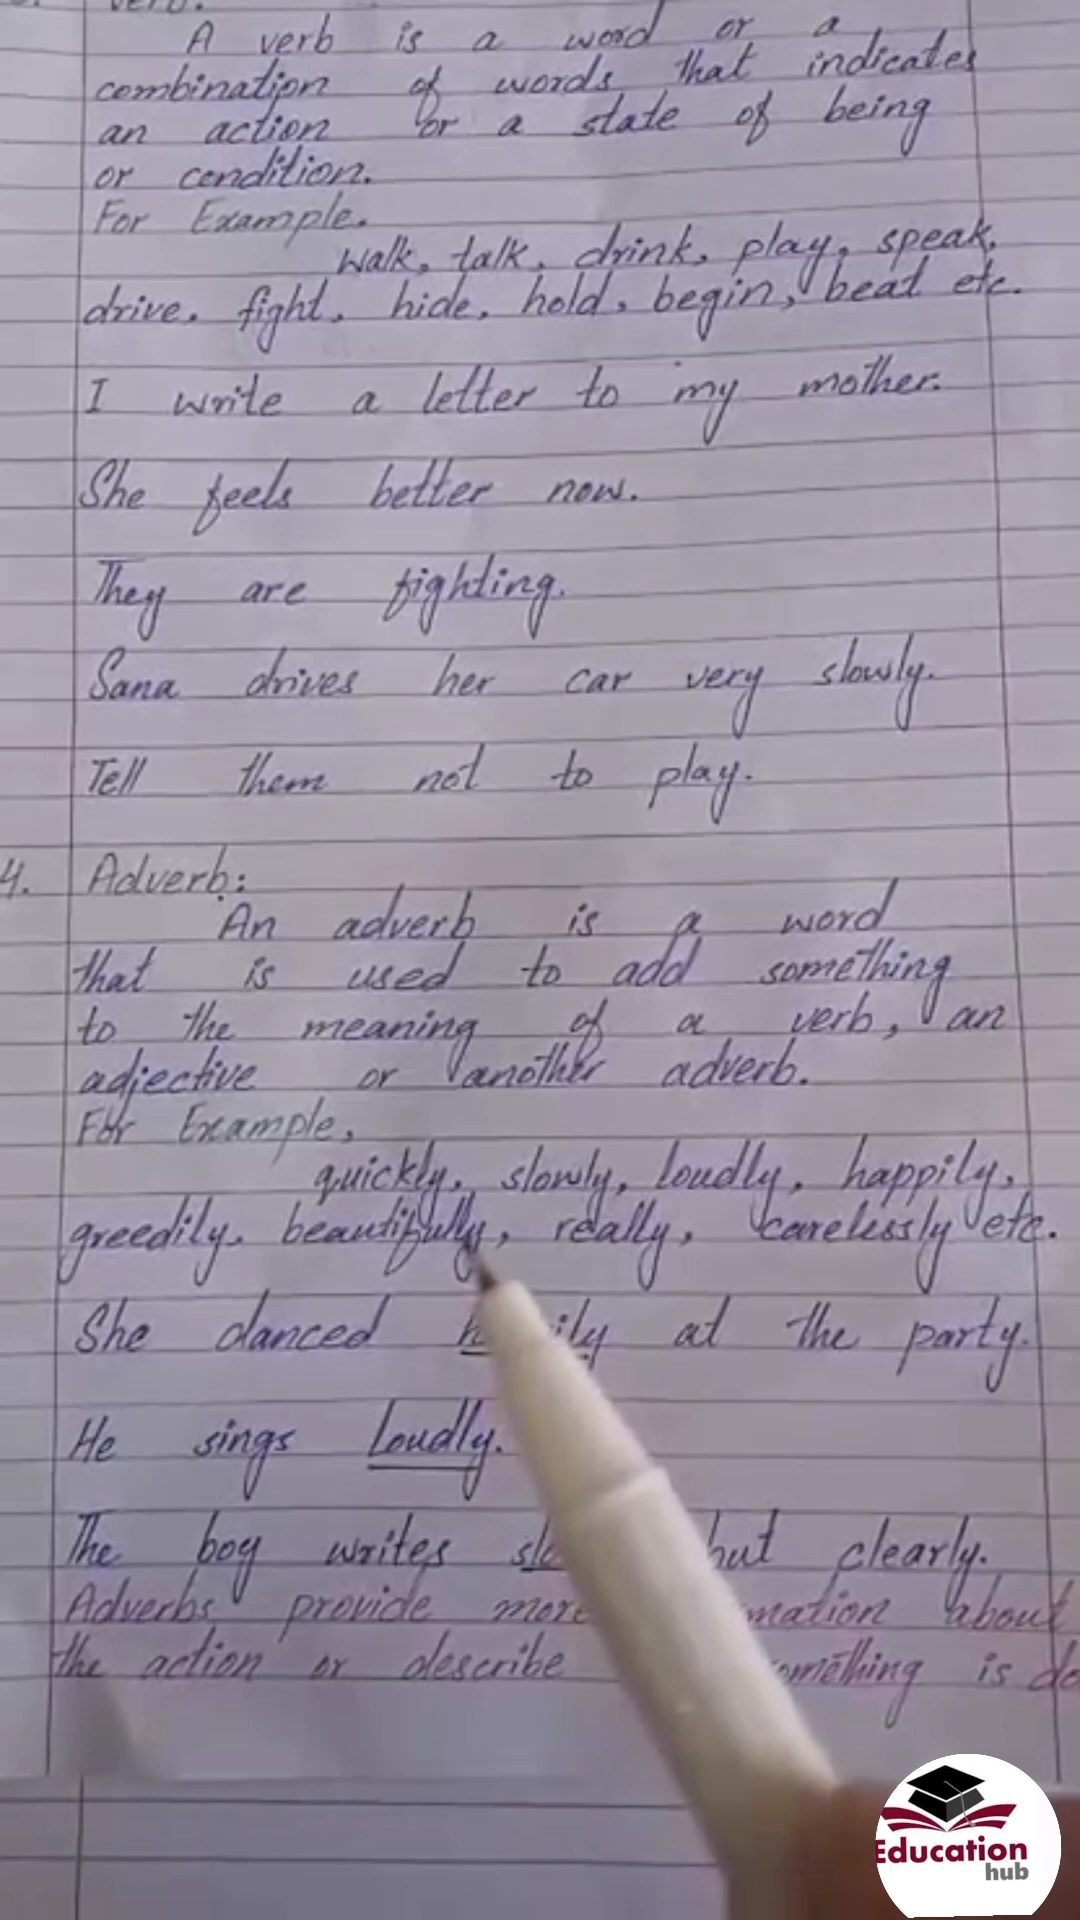 A verb is a word or a
combination of words that indicates
an action or a state of being
or condition.
For Example.
walk, talk, drink, play, speak,
drive, fight, hide, hold, begin, beat etc.
I write a letter to my mother.
She feels better now.
They are fighting.
Sana drives her car very slowly.
Tell them not to play.
4. Adverb:
An adverb is a word
that is used to add something
to the meaning of a verb, an
adjective or another adverb.
For Example,
quickly, slowly, loudly, happily,
greedily, beautifully, really, carelessly etc.
She danced at the party.
He sings loudly.
The boy writes but clearly.
Adverbs provide more about
the action or describe something is
Education
hub